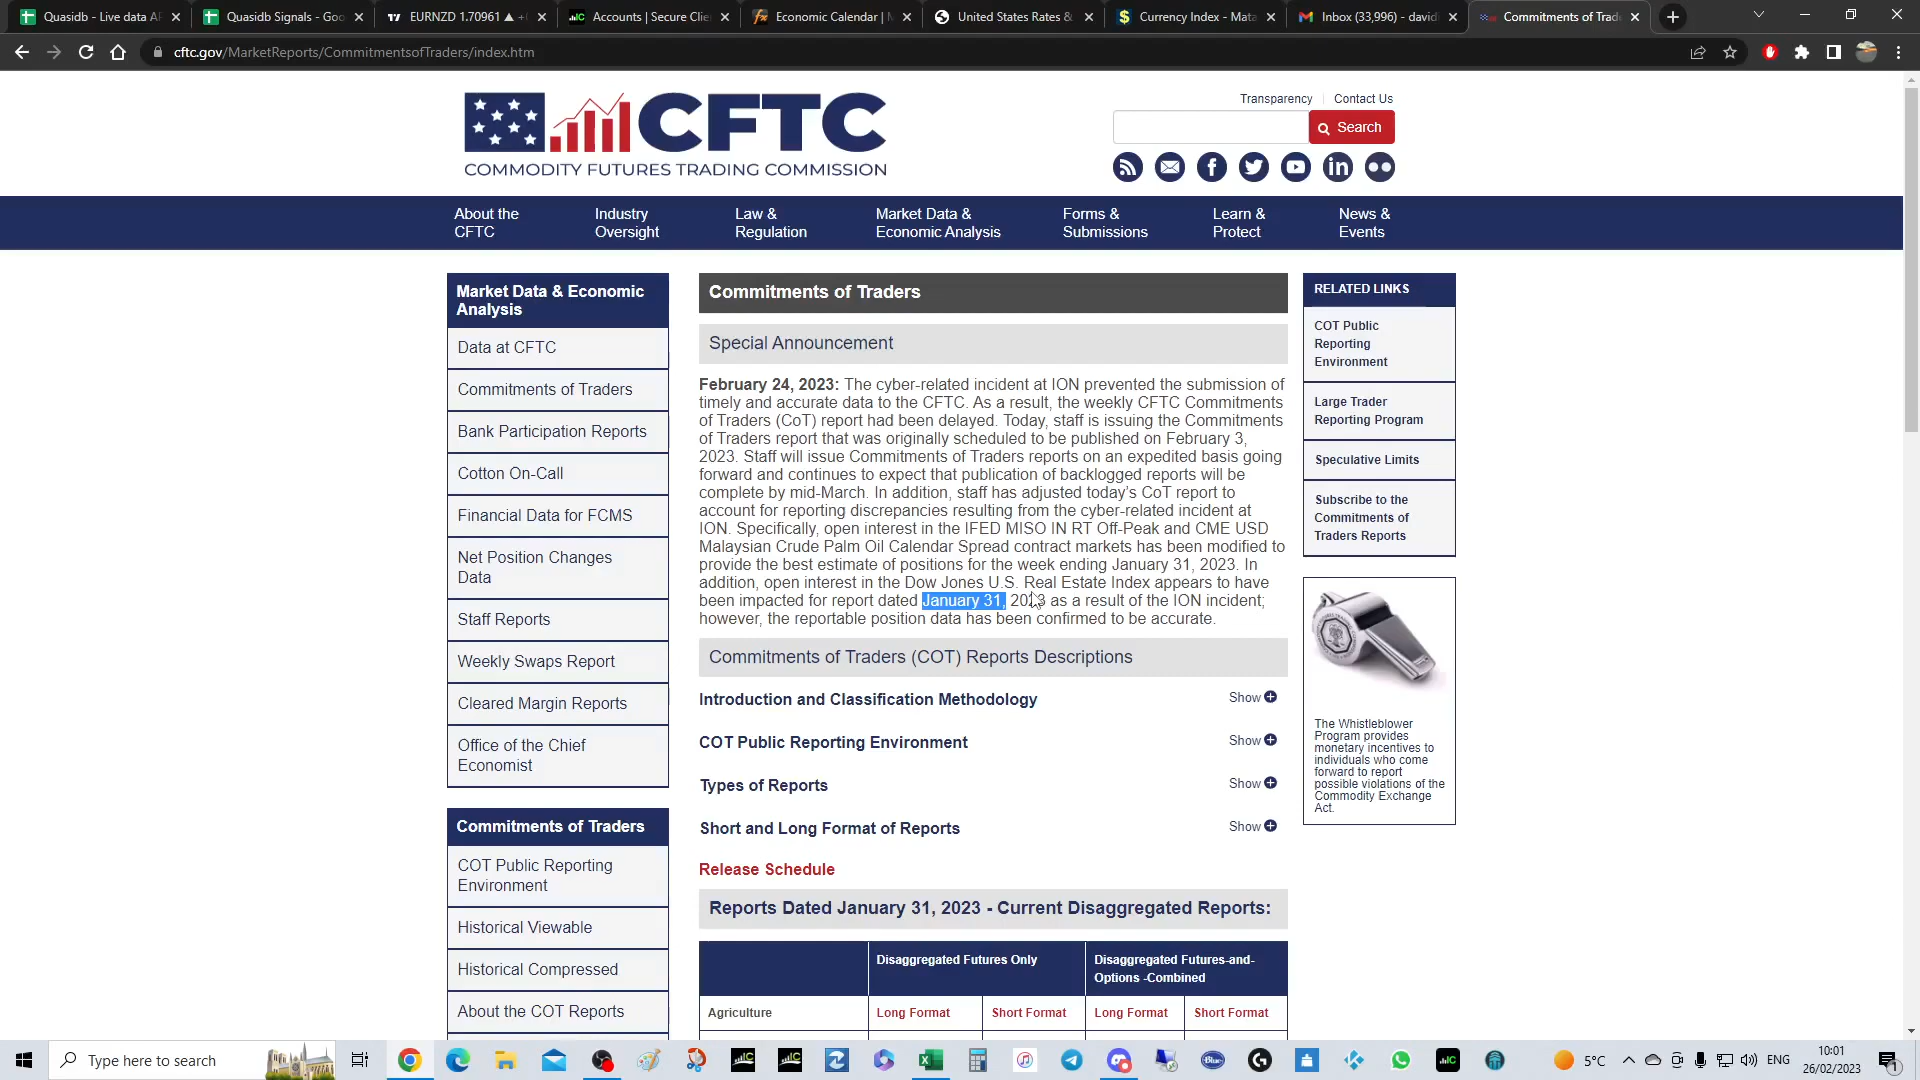 Quasidb - Live data AF
Quasidb Signals - Goo
EURNZD 1.70961 ▲ +
Accounts | Secure Clie
Economic Calendar | M
United States Rates &
Currency Index - Mata
Inbox (33,996) - david
Commitments of Trad
cftc.gov/MarketReports/CommitmentsofTraders/index.htm
CFTC
COMMODITY FUTURES TRADING COMMISSION
Transparency
Contact Us
Search
About the
CFTC
Industry
Oversight
Law &
Regulation
Market Data &
Economic Analysis
Forms &
Submissions
Learn &
Protect
News &
Events
Market Data & Economic
Analysis
Data at CFTC
Commitments of Traders
Bank Participation Reports
Cotton On-Call
Financial Data for FCMS
Net Position Changes
Data
Staff Reports
Weekly Swaps Report
Cleared Margin Reports
Office of the Chief
Economist
Commitments of Traders
COT Public Reporting
Environment
Historical Viewable
Historical Compressed
About the COT Reports
Commitments of Traders
Special Announcement
February 24, 2023: The cyber-related incident at ION prevented the submission of
timely and accurate data to the CFTC. As a result, the weekly CFTC Commitments
of Traders (CoT) report had been delayed. Today, staff is issuing the Commitments
of Traders report that was originally scheduled to be published on February 3,
2023. Staff will issue Commitments of Traders reports on an expedited basis going
forward and continues to expect that publication of backlogged reports will be
complete by mid-March. In addition, staff has adjusted today's CoT report to
account for reporting discrepancies resulting from the cyber-related incident at
ION. Specifically, open interest in the IFED MISO IN RT Off-Peak and CME USD
Malaysian Crude Palm Oil Calendar Spread contract markets has been modified to
provide the best estimate of positions for the week ending January 31, 2023. In
addition, open interest in the Dow Jones U.S. Real Estate Index appears to have
been impacted for report dated January 31, 2023 as a result of the ION incident;
however, the reportable position data has been confirmed to be accurate.
Commitments of Traders (COT) Reports Descriptions
Introduction and Classification Methodology
Show
COT Public Reporting Environment
Show
Types of Reports
Show
Short and Long Format of Reports
Show
Release Schedule
Reports Dated January 31, 2023 - Current Disaggregated Reports:
Disaggregated Futures Only
Disaggregated Futures-and-
Options -Combined
Agriculture
Long Format
Short Format
Long Format
Short Format
RELATED LINKS
COT Public
Reporting
Environment
Large Trader
Reporting Program
Speculative Limits
Subscribe to the
Commitments of
Traders Reports
The Whistleblower
Program provides
monetary incentives to
individuals who come
forward to report
possible violations of the
Commodity Exchange
Act.
Type here to search
5°C
ENG
10:01
26/02/2023